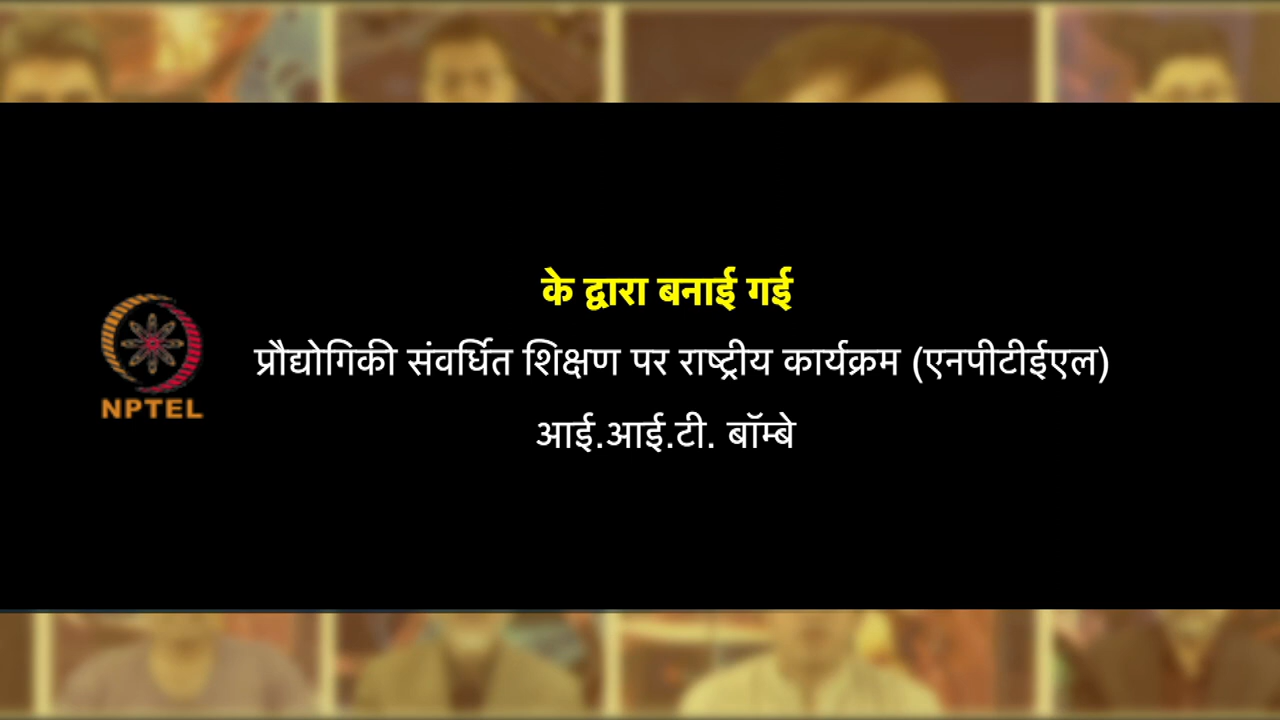 के द्वारा बनाई गई
प्रौद्योगिकी संवर्धित शिक्षण पर राष्ट्रीय कार्यक्रम (एनपीटीईएल)
आई.आई.टी. बॉम्बे
NPTEL